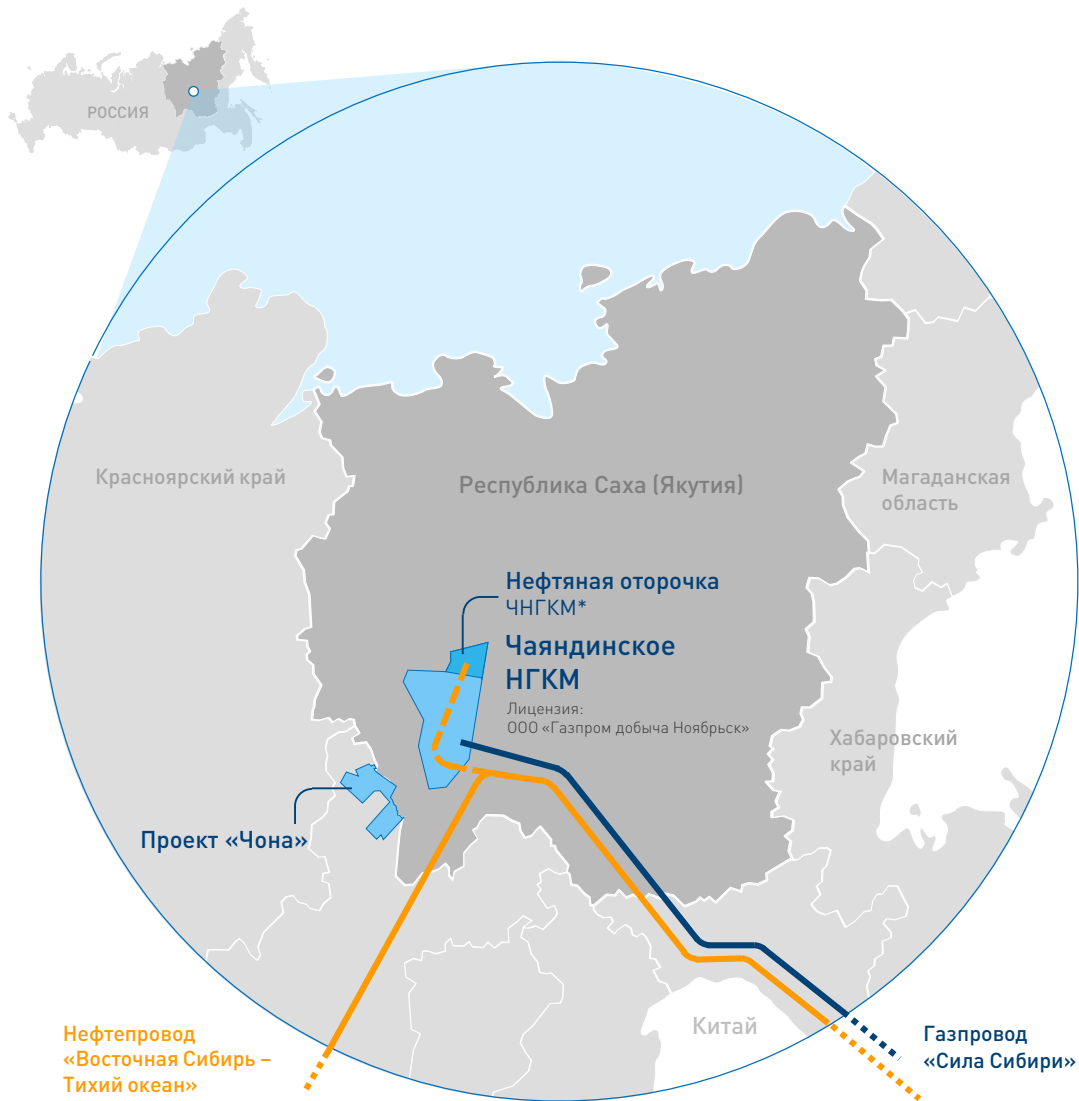 РОССИЯ
Красноярский край
Республика Саха (Якутия)
Магаданская
область
Нефтяная оторочка
ЧНГКМ*
Чаяндинское
НГКМ
Лицензия:
ООО «Газпром добыча Ноябрьск»
Хабаровский
край
Проект «Чона»
Нефтепровод
«Восточная Сибирь –
Тихий океан»
Китай
Газпровод
«Сила Сибири»